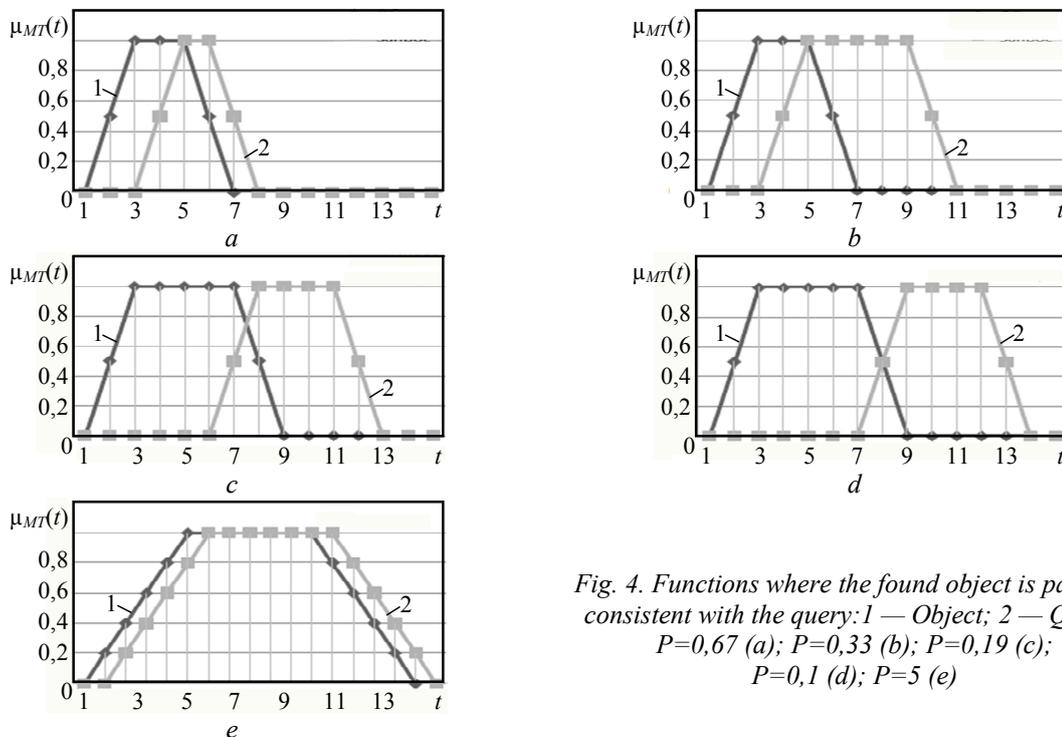 μMT(t)
0,8
0,6
0,4
0,2
0
1
2
1 3 5 7 9 11 13 t
a
μMT(t)
0,8
0,6
0,4
0,2
0
1
2
1 3 5 7 9 11 13 t
b
μMT(t)
0,8
0,6
0,4
0,2
0
1
2
1 3 5 7 9 11 13 t
c
μMT(t)
0,8
0,6
0,4
0,2
0
1
2
1 3 5 7 9 11 13 t
d
μMT(t)
0,8
0,6
0,4
0,2
0
1
2
1 3 5 7 9 11 13 t
e
Fig. 4. Functions where the found object is
consistent with the query:1 — Object; 2 —
P=0,67 (a); P=0,33 (b); P=0,19 (c);
P=0,1 (d); P=5 (e)